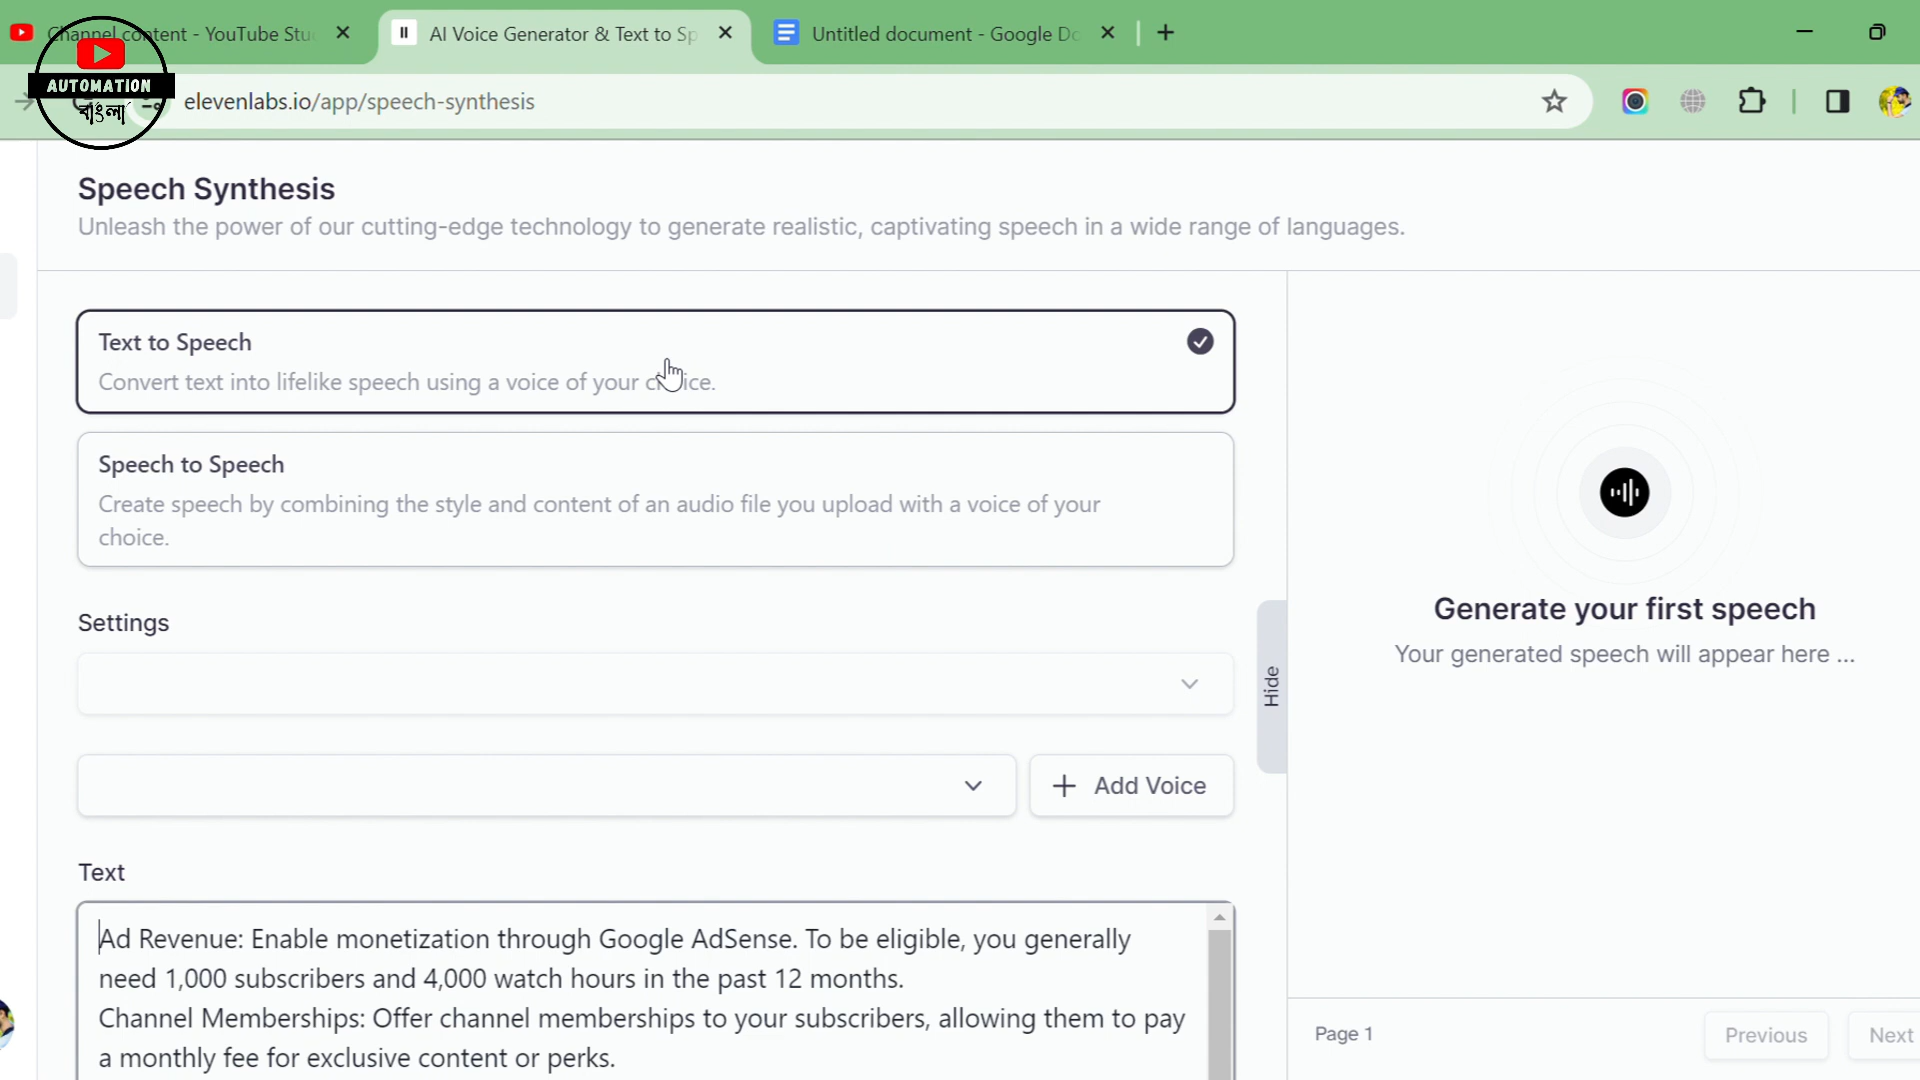 Channel content - YouTube Stu
AI Voice Generator & Text to Sp
Untitled document - Google Do
AUTOMATION
বাংলা
elevenlabs.io/app/speech-synthesis
Speech Synthesis
Unleash the power of our cutting-edge technology to generate realistic, captivating speech in a wide range of languages.
Text to Speech
Convert text into lifelike speech using a voice of your choice.
Speech to Speech
Create speech by combining the style and content of an audio file you upload with a voice of your
choice.
Settings
Add Voice
Text
Ad Revenue: Enable monetization through Google AdSense. To be eligible, you generally
need 1,000 subscribers and 4,000 watch hours in the past 12 months.
Channel Memberships: Offer channel memberships to your subscribers, allowing them to pay
a monthly fee for exclusive content or perks.
Hide
Generate your first speech
Your generated speech will appear here ...
Page 1
Previous
Next